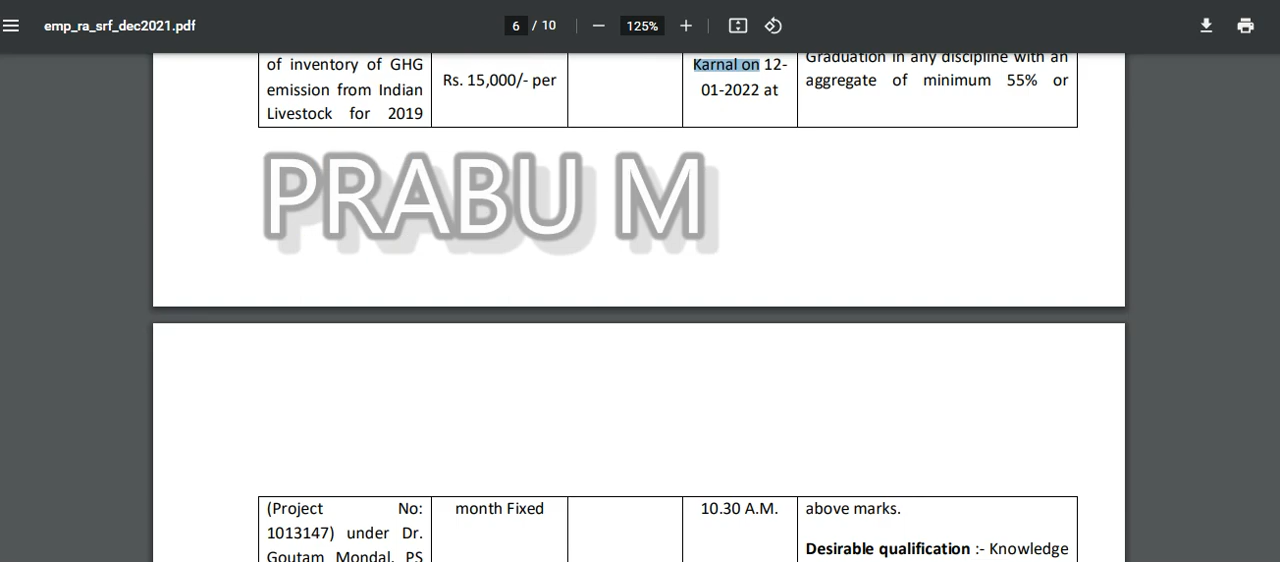 emp_ra_srf_dec2021.pdf
6 / 10
125%
of inventory of GHG
emission from Indian
Livestock for 2019
Rs. 15,000/- per
Karnal on 12-
01-2022 at
Graduation in any discipline with an
aggregate of minimum 55% or
PRABU M
(Project No:
1013147) under Dr.
Goutam Mondal, PS
month Fixed
10.30 A.M.
above marks.
Desirable qualification :- Knowledge